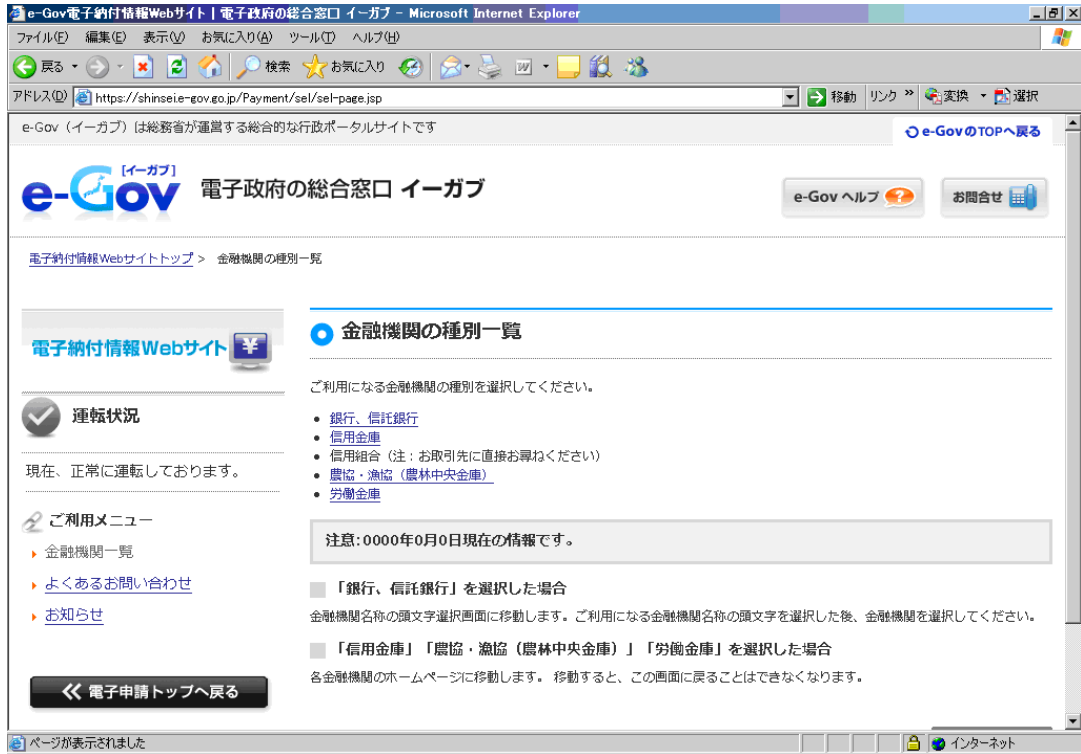 e-Gov電子納付情報Webサイト | 電子政府の総合窓口 イーガブ - Microsoft Internet Explorer
ファイル(F) 編集(E) 表示(V) お気に入り(A) ツール(T) ヘルプ(H)
戻る 検索 お気に入り
アドレス(D) https://shinsei.e-gov.go.jp/Payment/sel/sel-page.jsp 移動 リンク » 変換 選択
e-Gov(イーガブ)は総務省が運営する総合的な行政ポータルサイトです
e-GovのTOPへ戻る
[イーガブ]
e-Gov 電子政府の総合窓口 イーガブ
e-Gov ヘルプ お問合せ
電子納付情報Webサイトトップ > 金融機関の種別一覧
電子納付情報Webサイト ¥
運転状況
現在、正常に運転しております。
ご利用メニュー
金融機関一覧
よくあるお問い合わせ
お知らせ
電子申請トップへ戻る
金融機関の種別一覧
ご利用になる金融機関の種別を選択してください。
• 銀行、信託銀行
• 信用金庫
• 信用組合(注:お取引先に直接お尋ねください)
• 農協・漁協(農林中央金庫)
• 労働金庫
注意:0000年0月0日現在の情報です。
「銀行、信託銀行」を選択した場合
金融機関名称の頭文字選択画面に移動します。ご利用になる金融機関名称の頭文字を選択した後、金融機関を選択してください。
「信用金庫」「農協・漁協(農林中央金庫)」「労働金庫」を選択した場合
各金融機関のホームページに移動します。 移動すると、この画面に戻ることはできなくなります。
ページが表示されました インターネット